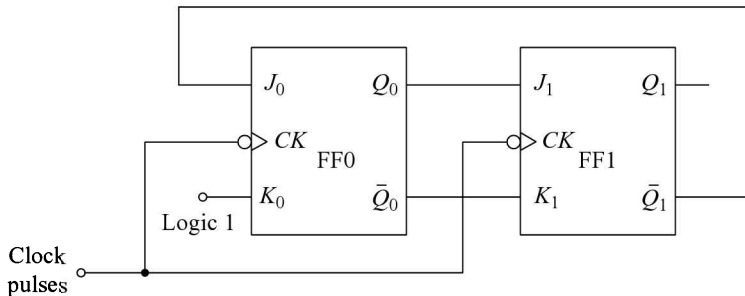 J₀ Q₀ J₁ Q₁
CK CK
FF0 FF1
K₀ Q̄₀ K₁ Q̄₁
Logic 1
Clock
pulses